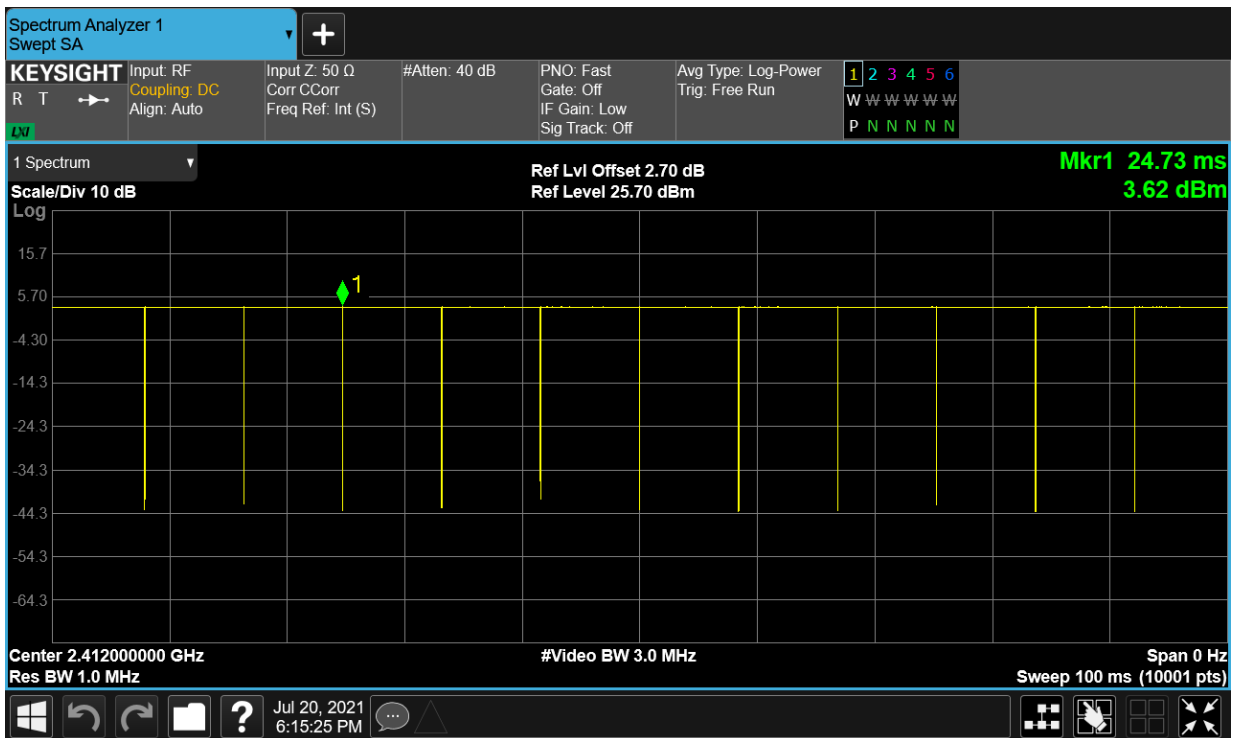 Spectrum Analyzer 1
Swept SA
+
KEYSIGHT
R T
LXI
Input: RF
Coupling: DC
Align: Auto
Input Z: 50 Ω
Corr CCorr
Freq Ref: Int (S)
#Atten: 40 dB
PNO: Fast
Gate: Off
IF Gain: Low
Sig Track: Off
Avg Type: Log-Power
Trig: Free Run
1 2 3 4 5 6
W W W W W W
P N N N N N
1 Spectrum
Scale/Div 10 dB
Log
Ref Lvl Offset 2.70 dB
Ref Level 25.70 dBm
Mkr1 24.73 ms
3.62 dBm
1
15.7
5.70
-4.30
-14.3
-24.3
-34.3
-44.3
-54.3
-64.3
Center 2.412000000 GHz
Res BW 1.0 MHz
#Video BW 3.0 MHz
Span 0 Hz
Sweep 100 ms (10001 pts)
?
Jul 20, 2021
6:15:25 PM